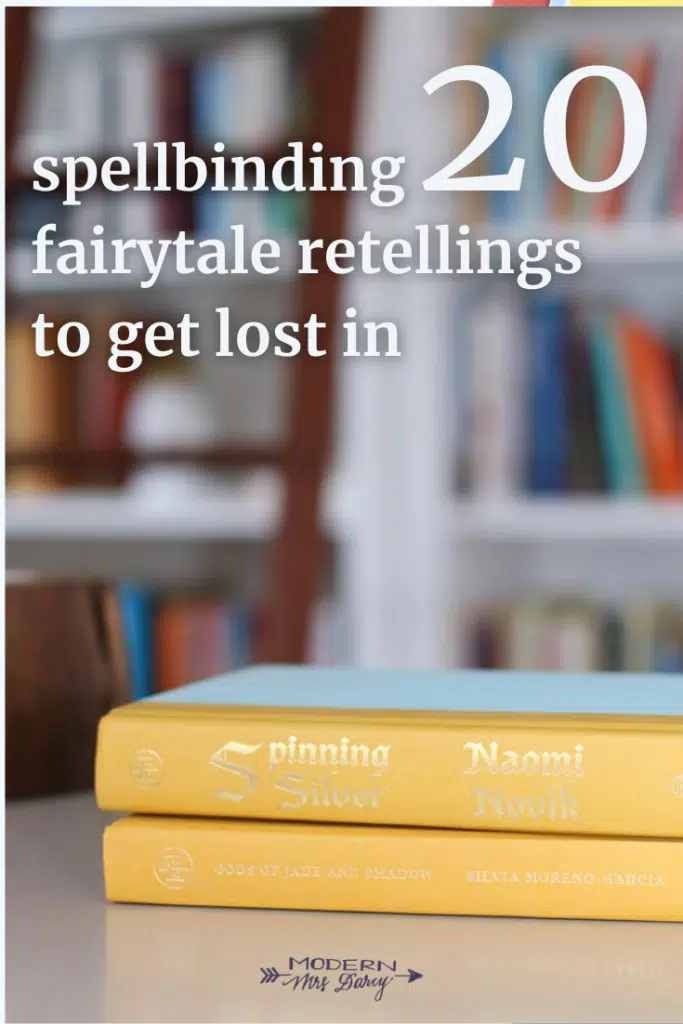 spellbinding 20
fairytale retellings
to get lost in
Spinning
Silver
Naomi
Novik
GODS OF JADE AND SHADOW
SILVIA MORENO-GARCIA
MODERN
Mrs Darcy